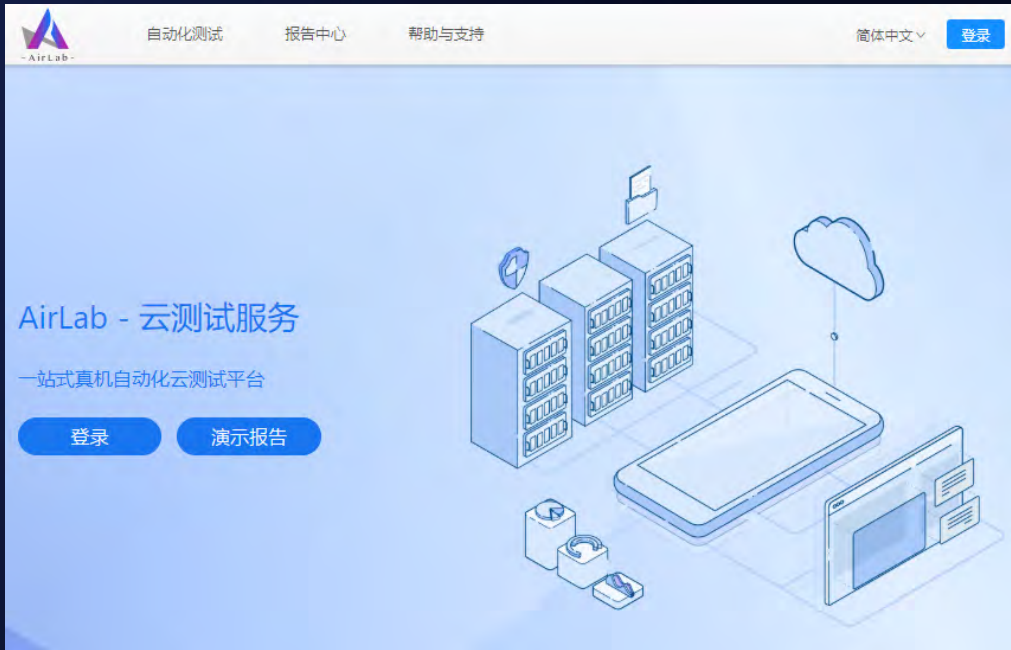 -AirLab-
自动化测试
报告中心
帮助与支持
简体中文
登录
AirLab - 云测试服务
一站式真机自动化云测试平台
登录
演示报告